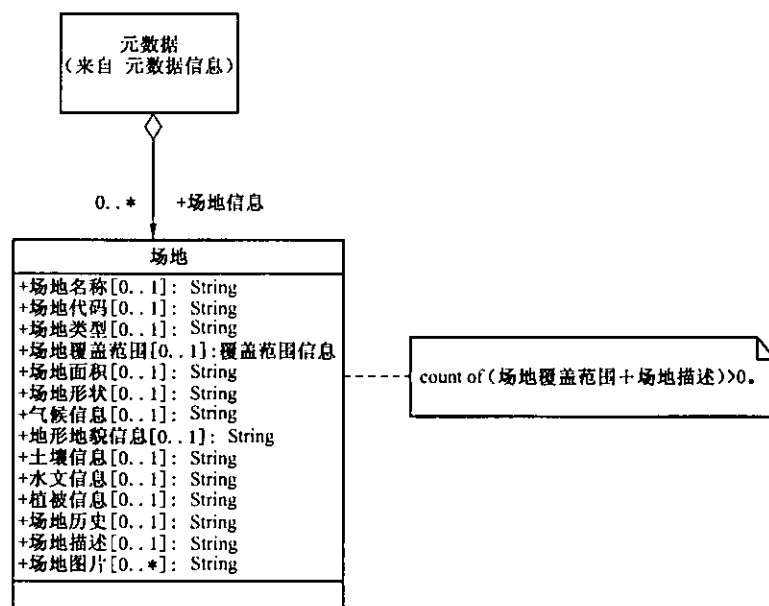 元数据
(来自 元数据信息)
0..* +场地信息
场地
+场地名称[0..1]: String
+场地代码[0..1]: String
+场地类型[0..1]: String
+场地覆盖范围[0..1]:覆盖范围信息
+场地面积[0..1]: String
+场地形状[0..1]: String
+气候信息[0..1]: String
+地形地貌信息[0..1]: String
+土壤信息[0..1]: String
+水文信息[0..1]: String
+植被信息[0..1]: String
+场地历史[0..1]: String
+场地描述[0..1]: String
+场地图片[0..*]: String
count of(场地覆盖范围+场地描述)>0。